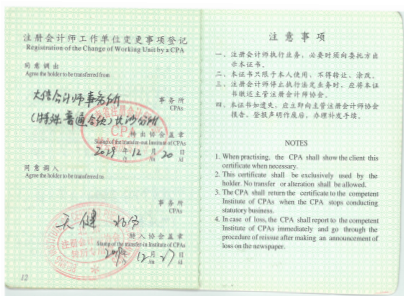 注册会计师工作单位变更事项登记
Registration of the Change of Working Unit by a CPA
同意调出
Agree the holder to be transferred from
大信会计师事务所
事务所
CPAs
(特殊普通合伙)长沙分所
转出协会盖章
Stamp of the transfer-out Institute of CPAs
2019年12月20日
同意调入
Agree the holder to be transferred to
事务所
CPAs
天健
转入协会盖章
Stamp of the transfer-in Institute of CPAs
12月27日
12
注意事项
一、注册会计师执行业务，必要时须向委托方出示本证书。
二、本证书只限于本人使用，不得转让、涂改。
三、注册会计师停止执行法定业务时，应将本证书缴还主管注册会计师协会。
四、本证书如遗失，应立即向主管注册会计师协会报告，登报声明作废后，办理补发手续。
NOTES
1. When practising, the CPA shall show the client this
certificate when necessary.
2. This certificate shall be exclusively used by the
holder. No transfer or alteration shall be allowed.
3. The CPA shall return the certificate to the competent
Institute of CPAs when the CPA stops conducting
statutory business.
4. In case of loss, the CPA shall report to the competent
Institute of CPAs immediately and go through the
procedure of reissue after making an announcement of
loss on the newspaper.